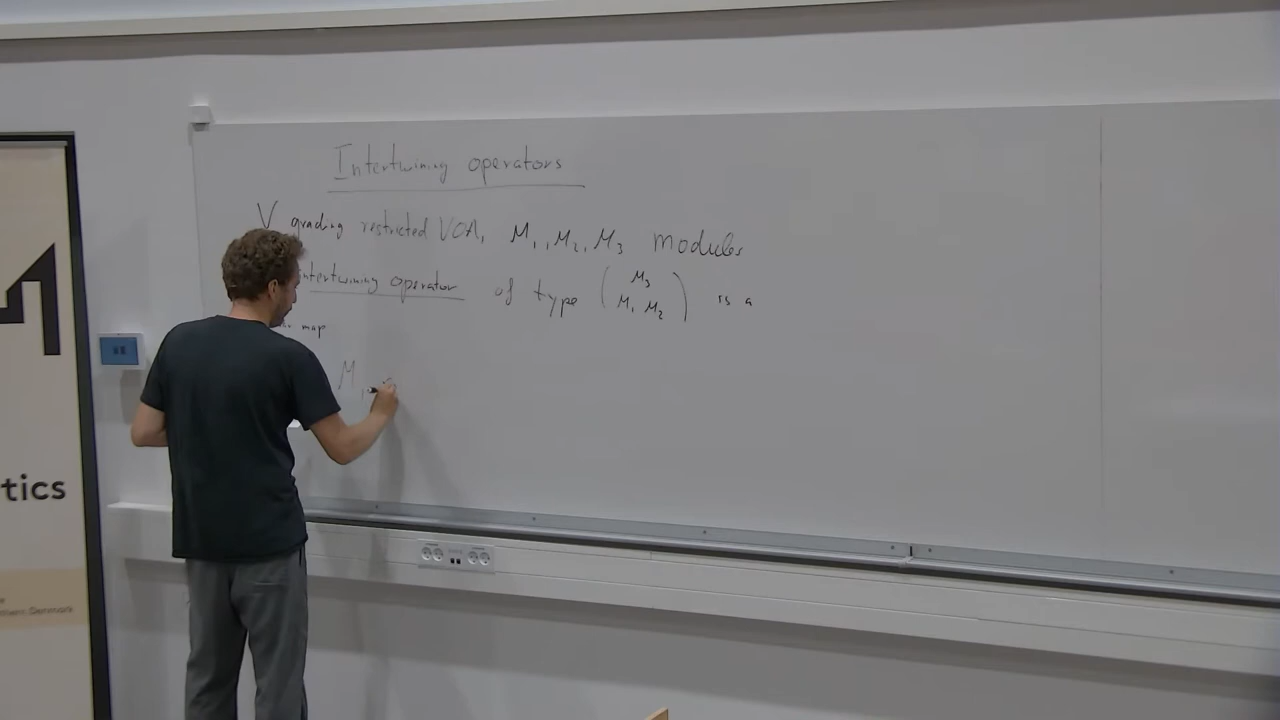 Intertwining operators
V grading restricted VOA, M₁, M₂, M₃ modules
intertwining operator of type (M₃ / M₁ M₂) is a
map
M₁
tics